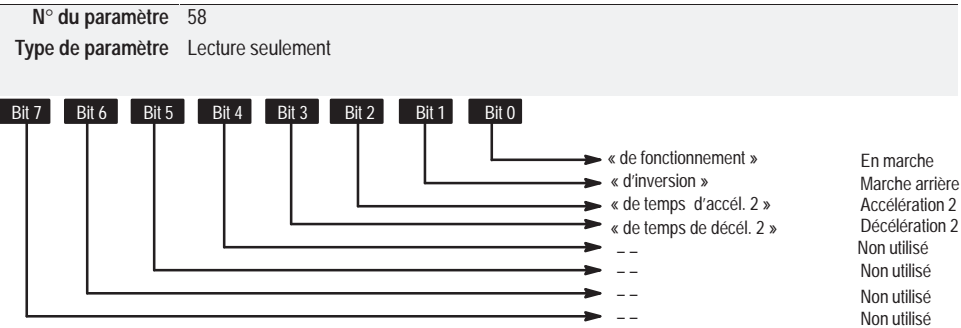 N° du paramètre 58
Type de paramètre Lecture seulement
Bit 7 Bit 6 Bit 5 Bit 4 Bit 3 Bit 2 Bit 1 Bit 0
« de fonctionnement » En marche
« d'inversion » Marche arrière
« de temps d'accél. 2 » Accélération 2
« de temps de décél. 2 » Décélération 2
– – Non utilisé
– – Non utilisé
– – Non utilisé
– – Non utilisé